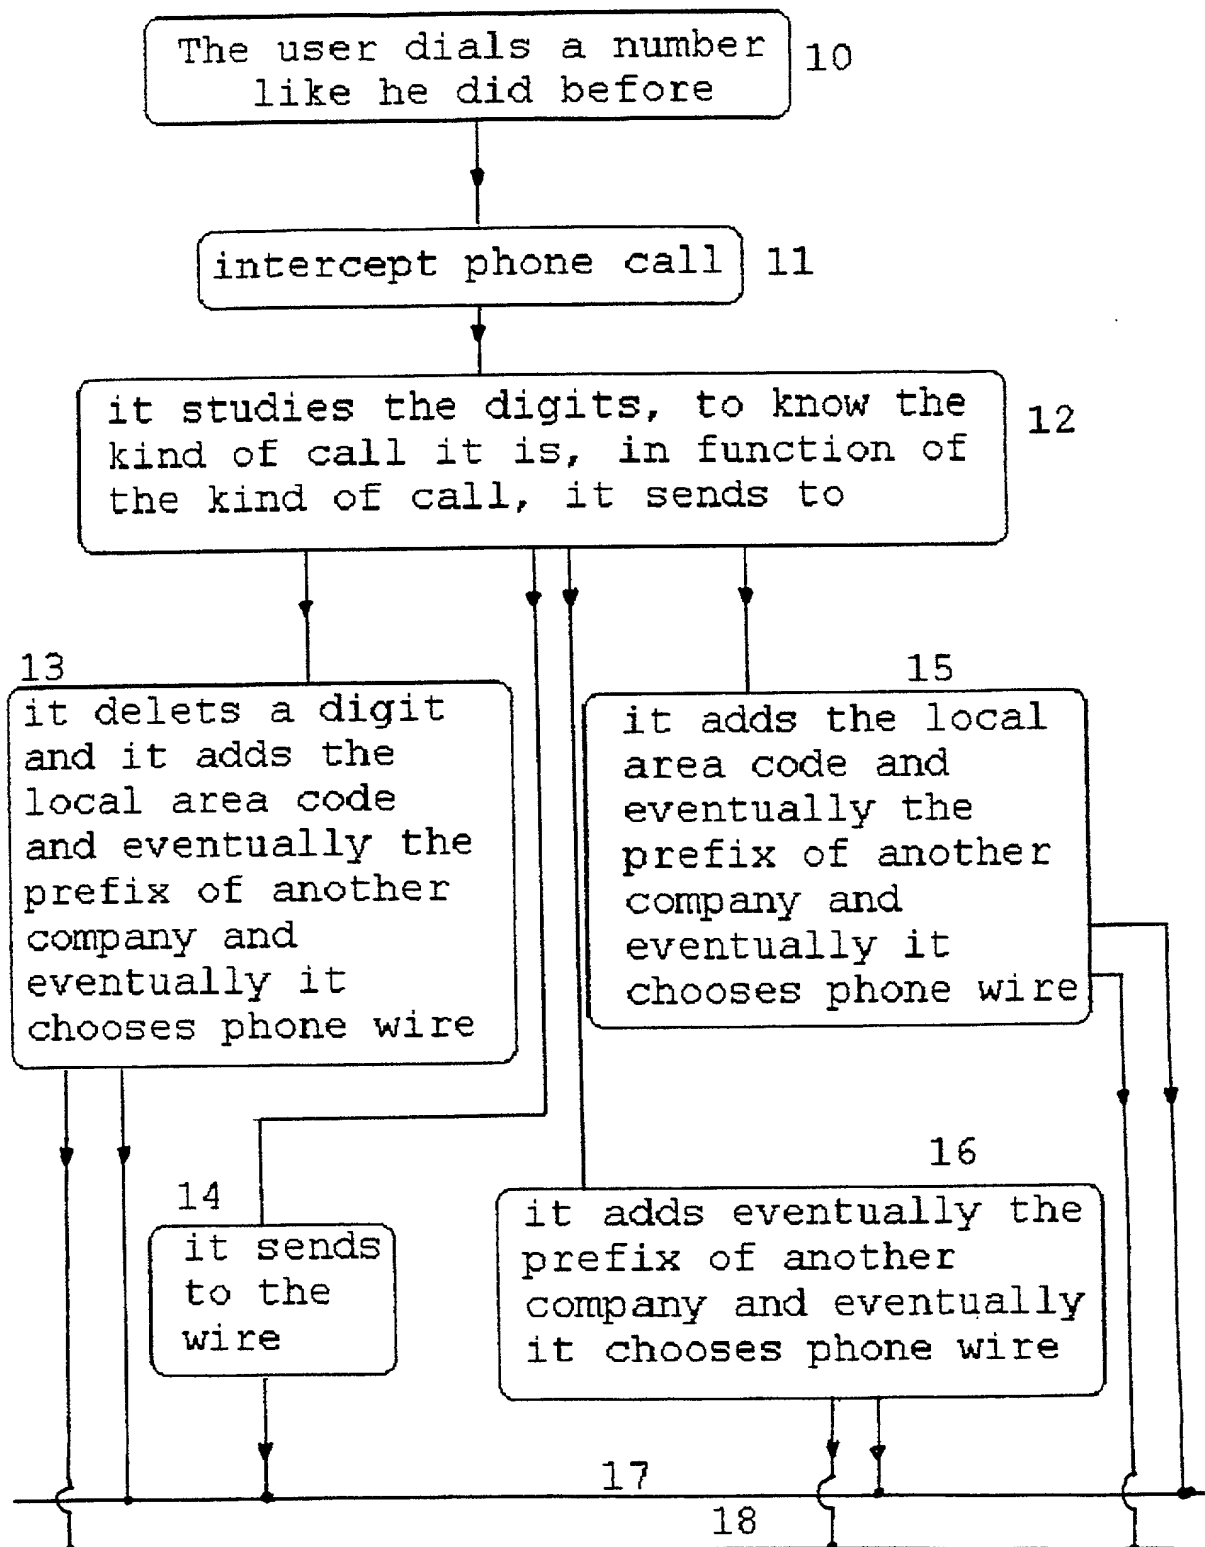 The user dials a number
like he did before
10
intercept phone call
11
it studies the digits, to know the
kind of call it is, in function of
the kind of call, it sends to
12
13
it delets a digit
and it adds the
local area code
and eventually the
prefix of another
company and
eventually it
chooses phone wire
15
it adds the local
area code and
eventually the
prefix of another
company and
eventually it
chooses phone wire
14
it sends
to the
wire
16
it adds eventually the
prefix of another
company and eventually
it chooses phone wire
17
18